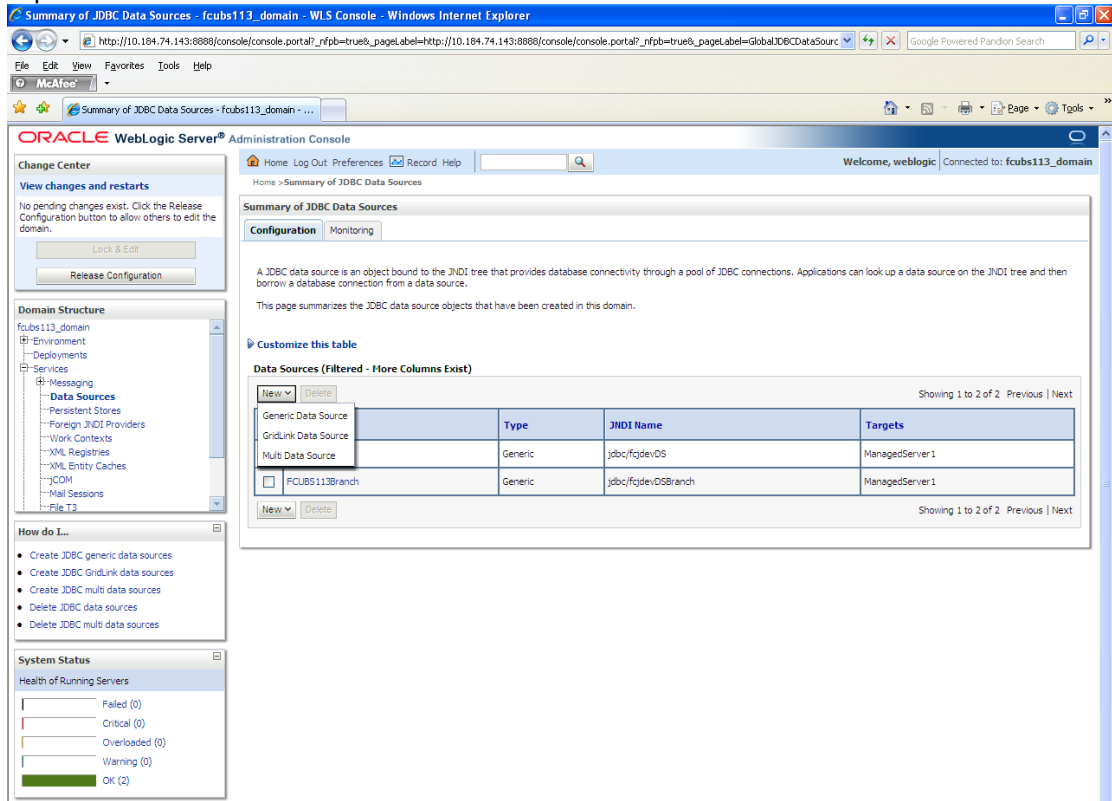 Summary of JDBC Data Sources - fcubs113_domain - WLS Console - Windows Internet Explorer
http://10.184.74.143:8888/console/console.portal?_nfpb=true&_pageLabel=http://10.184.74.143:8888/console/console.portal?_nfpb=true&_pageLabel=GlobalJDBCDataSourc
Google Powered Pandion Search
File Edit View Favorites Tools Help
McAfee
Summary of JDBC Data Sources - fcubs113_domain - ...
Page Tools »
ORACLE WebLogic Server® Administration Console
Change Center
View changes and restarts
No pending changes exist. Click the Release
Configuration button to allow others to edit the
domain.
Lock & Edit
Release Configuration
Domain Structure
fcubs113_domain
Environment
Deployments
Services
Messaging
Data Sources
Persistent Stores
Foreign JNDI Providers
Work Contexts
XML Registries
XML Entity Caches
jCOM
Mail Sessions
File T3
How do I...
Create JDBC generic data sources
Create JDBC GridLink data sources
Create JDBC multi data sources
Delete JDBC data sources
Delete JDBC multi data sources
System Status
Health of Running Servers
Failed (0)
Critical (0)
Overloaded (0)
Warning (0)
OK (2)
Home Log Out Preferences Record Help
Welcome, weblogic Connected to: fcubs113_domain
Home >Summary of JDBC Data Sources
Summary of JDBC Data Sources
Configuration Monitoring
A JDBC data source is an object bound to the JNDI tree that provides database connectivity through a pool of JDBC connections. Applications can look up a data source on the JNDI tree and then
borrow a database connection from a data source.
This page summarizes the JDBC data source objects that have been created in this domain.
Customize this table
Data Sources (Filtered - More Columns Exist)
New Delete Showing 1 to 2 of 2 Previous | Next
Generic Data Source
GridLink Data Source
Multi Data Source
Type JNDI Name Targets
Generic jdbc/fcjdevDS ManagedServer1
FCUBS113Branch Generic jdbc/fcjdevDSBranch ManagedServer1
New Delete Showing 1 to 2 of 2 Previous | Next